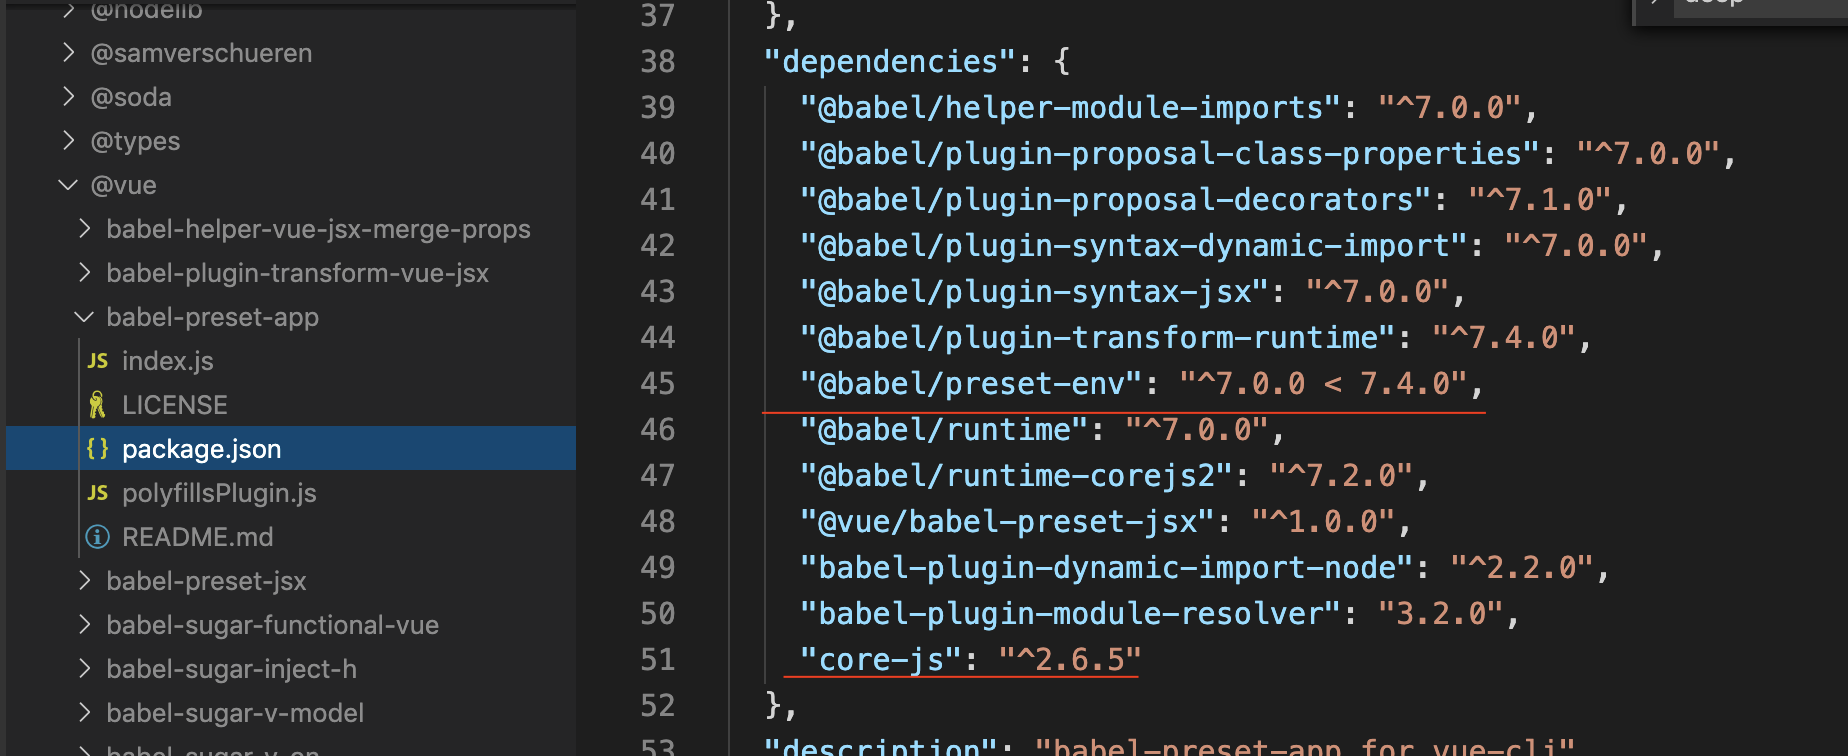 @nodelib
@samverschueren
@soda
@types
@vue
babel-helper-vue-jsx-merge-props
babel-plugin-transform-vue-jsx
babel-preset-app
JS index.js
LICENSE
{} package.json
JS polyfillsPlugin.js
README.md
babel-preset-jsx
babel-sugar-functional-vue
babel-sugar-inject-h
babel-sugar-v-model
babel-sugar-v-on
37 },
38 "dependencies": {
39 "@babel/helper-module-imports": "^7.0.0",
40 "@babel/plugin-proposal-class-properties": "^7.0.0",
41 "@babel/plugin-proposal-decorators": "^7.1.0",
42 "@babel/plugin-syntax-dynamic-import": "^7.0.0",
43 "@babel/plugin-syntax-jsx": "^7.0.0",
44 "@babel/plugin-transform-runtime": "^7.4.0",
45 "@babel/preset-env": "^7.0.0 < 7.4.0",
46 "@babel/runtime": "^7.0.0",
47 "@babel/runtime-corejs2": "^7.2.0",
48 "@vue/babel-preset-jsx": "^1.0.0",
49 "babel-plugin-dynamic-import-node": "^2.2.0",
50 "babel-plugin-module-resolver": "3.2.0",
51 "core-js": "^2.6.5"
52 },
53 "description": "babel-preset-app for vue-cli"